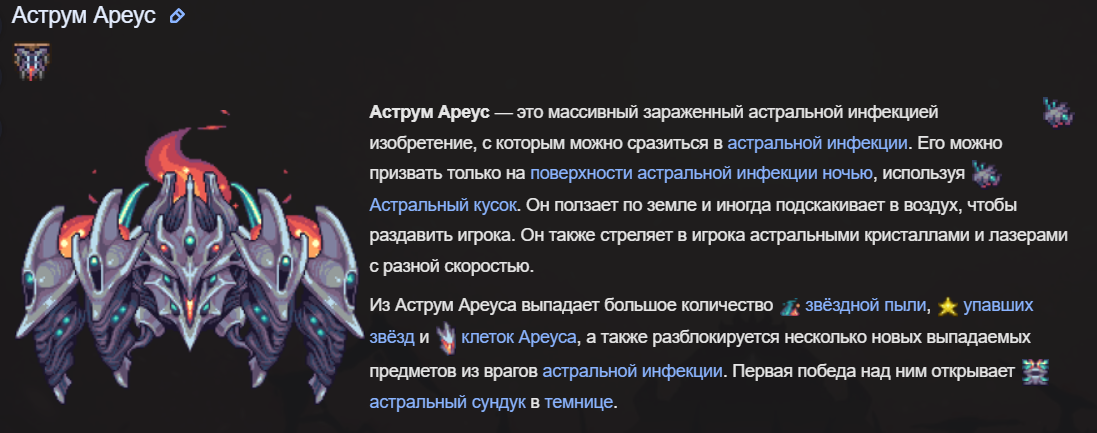 Аструм Ареус
Аструм Ареус — это массивный зараженный астральной инфекцией
изобретение, с которым можно сразиться в астральной инфекции. Его можно
призвать только на поверхности астральной инфекции ночью, используя
Астральный кусок. Он ползает по земле и иногда подскакивает в воздух, чтобы
раздавить игрока. Он также стреляет в игрока астральными кристаллами и лазерами
с разной скоростью.
Из Аструм Ареуса выпадает большое количество звёздной пыли, упавших
звёзд и клеток Ареуса, а также разблокируется несколько новых выпадаемых
предметов из врагов астральной инфекции. Первая победа над ним открывает
астральный сундук в темнице.